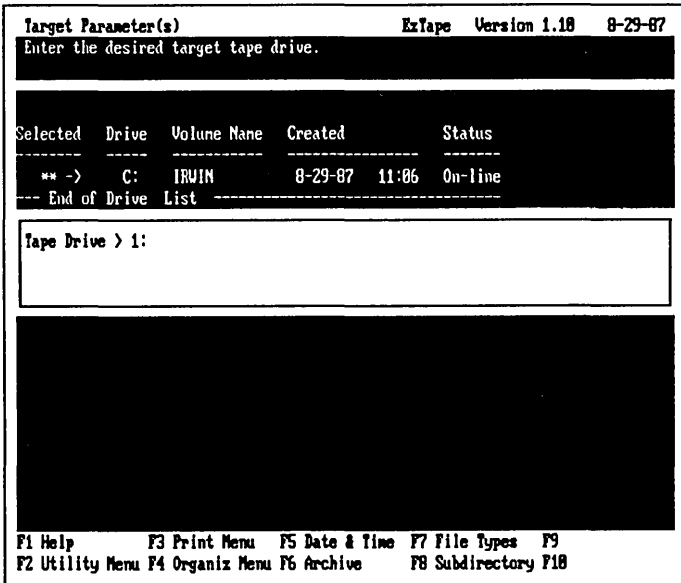 Target Parameter(s) EzTape Version 1.10 8-29-87
Enter the desired target tape drive.
Selected Drive Volume Name Created Status
-------- ----- ----------- ---------------- -------
** -> C: IRWIN 8-29-87 11:06 On-line
--- End of Drive List -----------------------------------
Tape Drive > 1:
F1 Help F3 Print Menu F5 Date & Time F7 File Types F9
F2 Utility Menu F4 Organiz Menu F6 Archive F8 Subdirectory F10